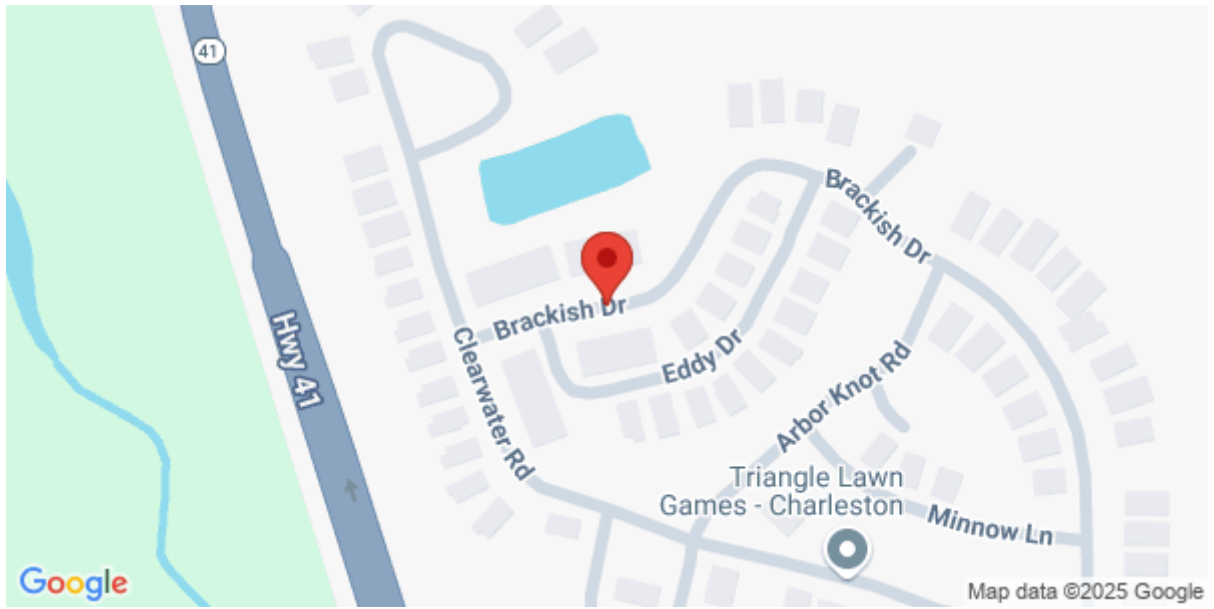 41
Brackish Dr
Brackish Dr
Hwy 41
Clearwater Rd
Eddy Dr
Arbor Knot Rd
Triangle Lawn
Games - Charleston
Minnow Ln
Google
Map data ©2025 Google